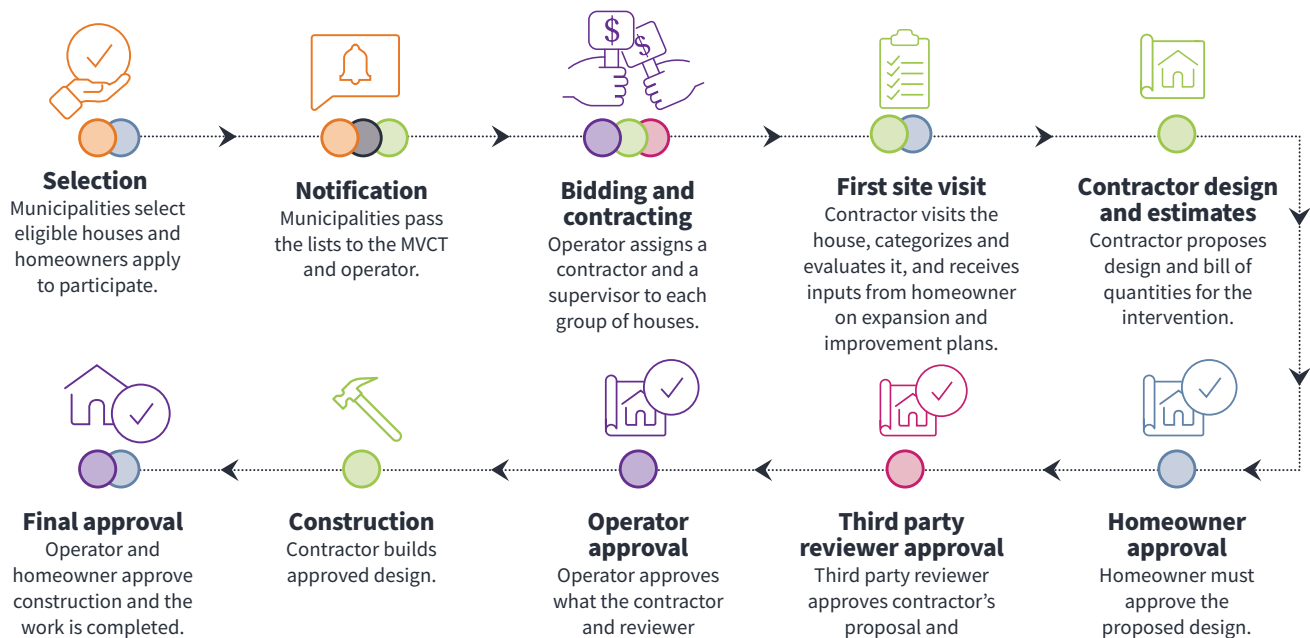 $
$
Selection
Municipalities select
eligible houses and
homeowners apply
to participate.
Notification
Municipalities pass
the lists to the MVCT
and operator.
Bidding and
contracting
Operator assigns a
contractor and a
supervisor to each
group of houses.
First site visit
Contractor visits the
house, categorizes and
evaluates it, and receives
inputs from homeowner
on expansion and
improvement plans.
Contractor design
and estimates
Contractor proposes
design and bill of
quantities for the
intervention.
Homeowner
approval
Homeowner must
approve the
proposed design.
Third party
reviewer approval
Third party reviewer
approves contractor’s
proposal and
Operator
approval
Operator approves
what the contractor
and reviewer
Construction
Contractor builds
approved design.
Final approval
Operator and
homeowner approve
construction and the
work is completed.